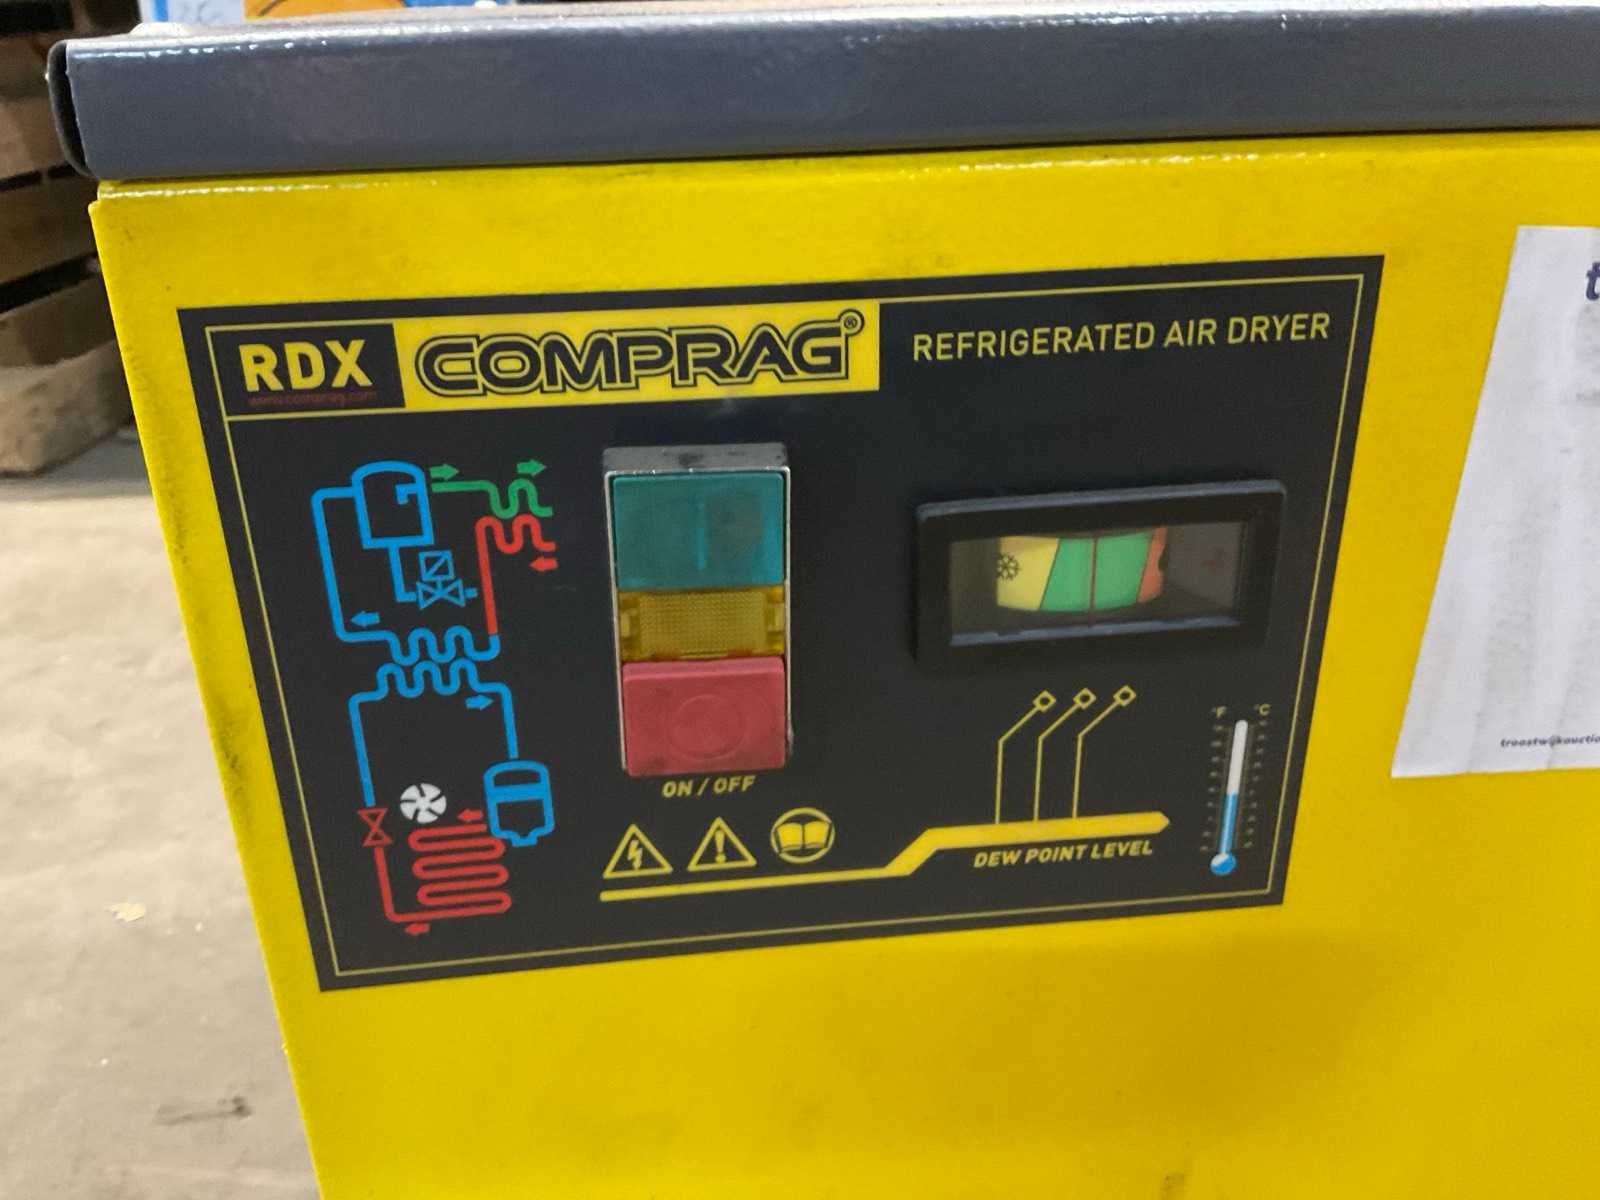 RDX
www.comprag.com
COMPRAG®
REFRIGERATED AIR DRYER
ON / OFF
DEW POINT LEVEL
°F °C